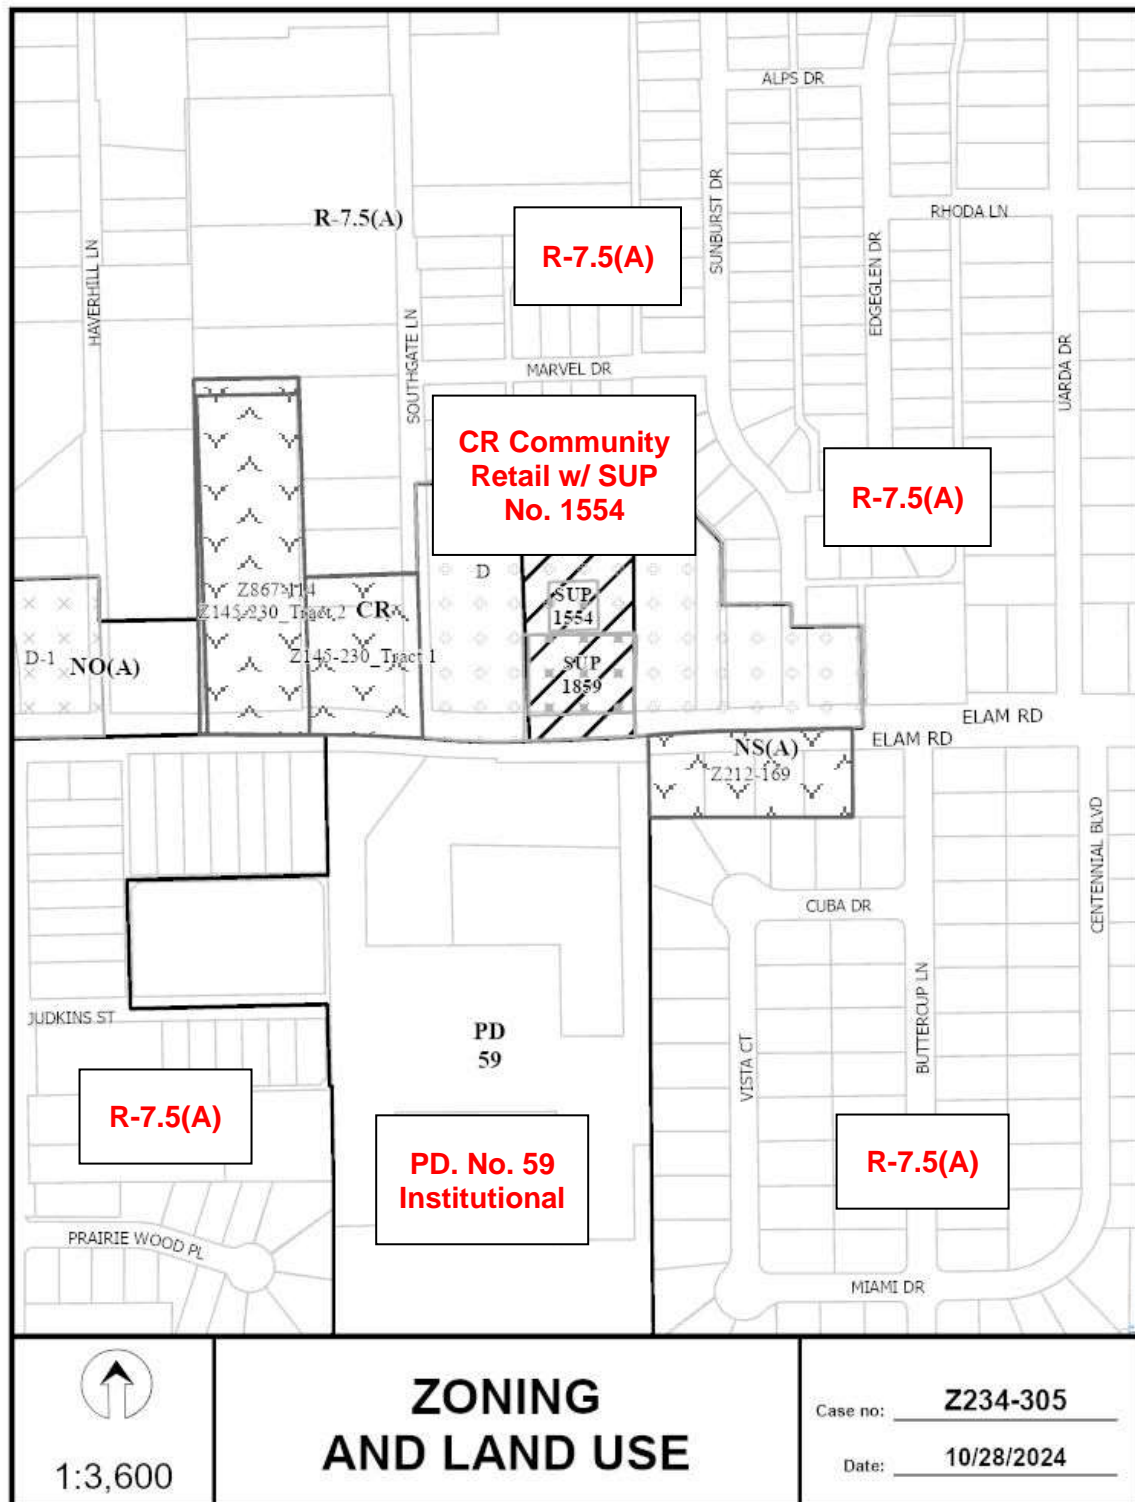 ALPS DR
RHODA LN
SUNBURST DR
EDGEGLEN DR
HAVERHILL LN
R-7.5(A)
R-7.5(A)
SOUTHGATE LN
UARDA DR
MARVEL DR
CR Community
Retail w/ SUP
No. 1554
R-7.5(A)
D
Z867-114
Z145-230_Tract 2
CR
SUP
1554
D-1
NO(A)
Z145-230_Tract 1
SUP
1859
ELAM RD
ELAM RD
NS(A)
Z212-169
CENTENNIAL BLVD
CUBA DR
BUTTERCUP LN
JUDKINS ST
PD
59
VISTA CT
R-7.5(A)
PD. No. 59
Institutional
R-7.5(A)
PRAIRIE WOOD PL
MIAMI DR
1:3,600
ZONING
AND LAND USE
Case no: Z234-305
Date: 10/28/2024